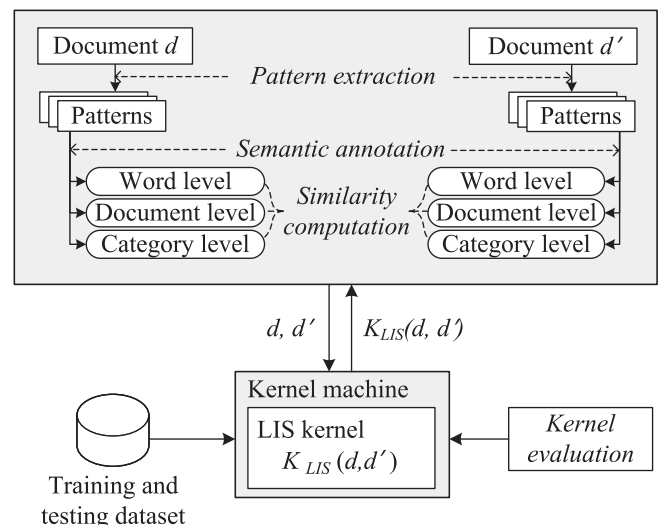 Document d
Document d′
Pattern extraction
Patterns
Patterns
Semantic annotation
Word level
Document level
Category level
Similarity
computation
Word level
Document level
Category level
d, d′
K_LIS(d, d′)
Kernel machine
LIS kernel
K_LIS (d,d′)
Training and
testing dataset
Kernel
evaluation